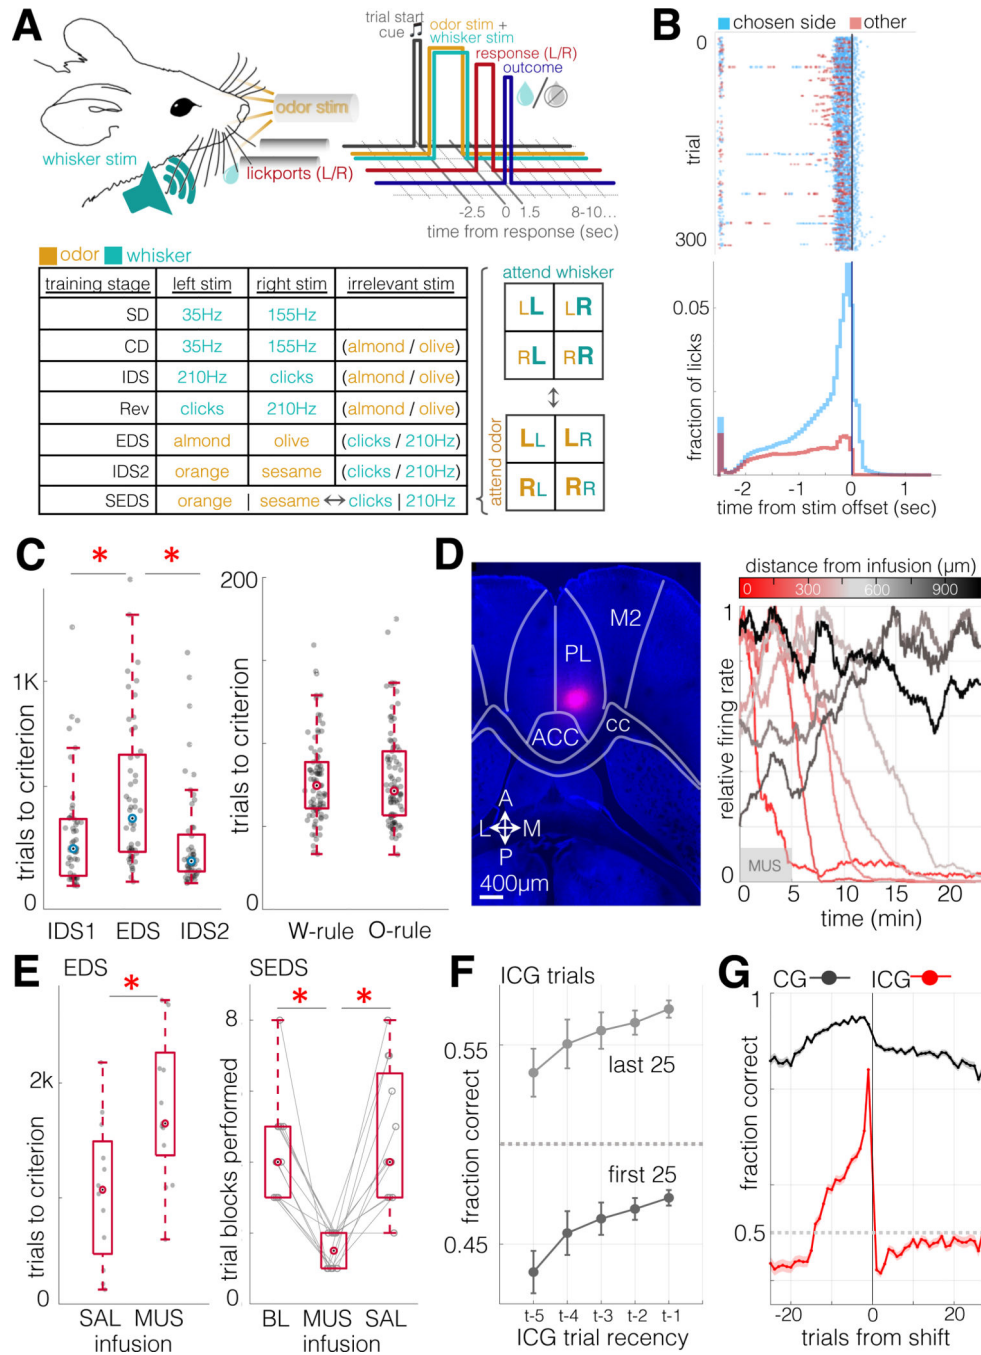 A
trial start
cue
odor stim +
whisker stim
response (L/R)
outcome
odor stim
whisker stim
lickports (L/R)
-2.5 0 1.5 8-10...
time from response (sec)
odor whisker
training stage left stim right stim irrelevant stim
SD 35Hz 155Hz
CD 35Hz 155Hz (almond / olive)
IDS 210Hz clicks (almond / olive)
Rev clicks 210Hz (almond / olive)
EDS almond olive (clicks / 210Hz)
IDS2 orange sesame (clicks / 210Hz)
SEDS orange | sesame ↔ clicks | 210Hz
attend whisker
LL LR
RL RR
attend odor
LL LR
RL RR
B
chosen side other
0
trial
300
0.05
fraction of licks
-2 -1 0 1
time from stim offset (sec)
C
* *
1K
0
trials to criterion
IDS1 EDS IDS2
200
0
trials to criterion
W-rule O-rule
D
M2
PL
ACC
cc
A
L M
P
400µm
distance from infusion (µm)
0 300 600 900
1
relative firing rate
0
MUS
0 5 10 15 20
time (min)
E
EDS
*
2k
trials to criterion
0
SAL MUS
infusion
SEDS
* *
8
trial blocks performed
0
BL MUS SAL
infusion
F
ICG trials
0.55
last 25
fraction correct
first 25
0.45
t-5 t-4 t-3 t-2 t-1
ICG trial recency
G
CG ICG
1
fraction correct
0.5
-20 0 20
trials from shift